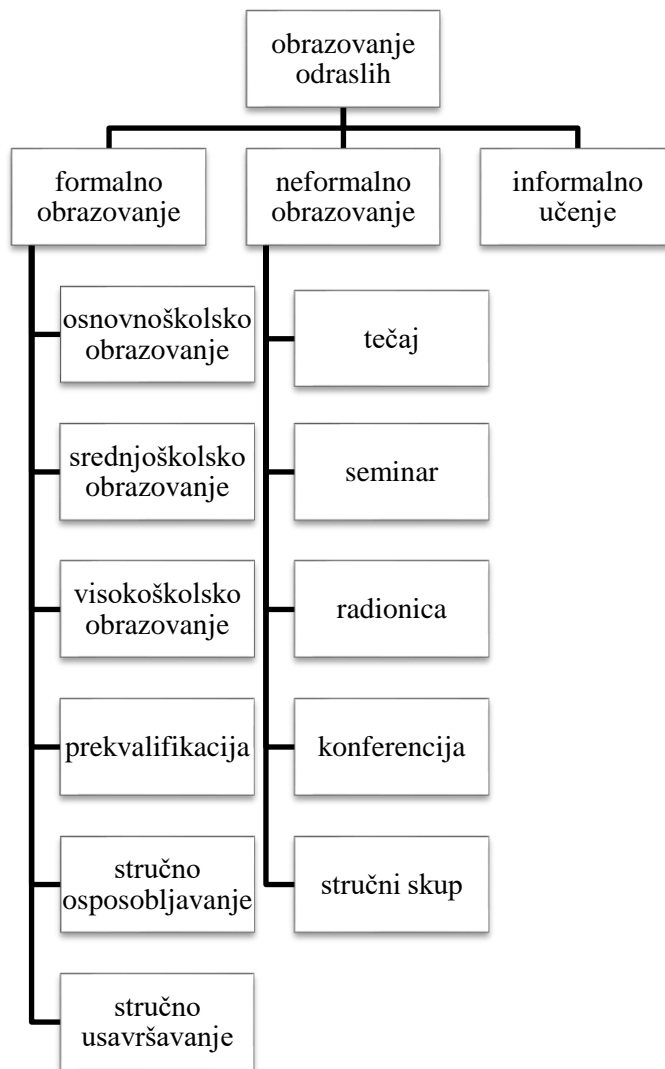 obrazovanje
odraslih
formalno
obrazovanje
neformalno
obrazovanje
informalno
učenje
osnovnoškolsko
obrazovanje
srednjoškolsko
obrazovanje
visokoškolsko
obrazovanje
prekvalifikacija
stručno
osposobljavanje
stručno
usavršavanje
tečaj
seminar
radionica
konferencija
stručni skup